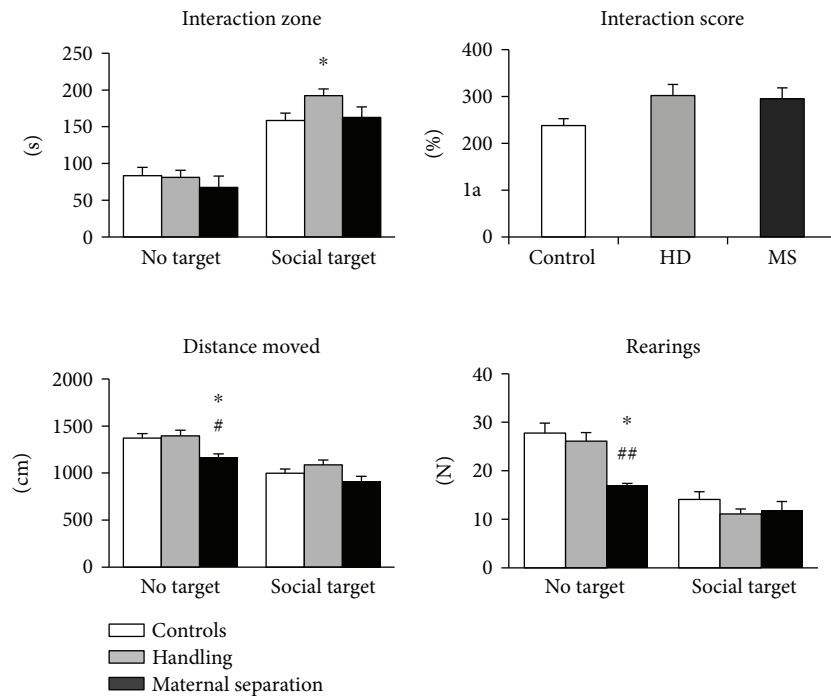 Interaction zone
250
200
150
100
50
0
(s)
*
No target
Social target
Interaction score
400
300
200
1a
0
(%)
Control
HD
MS
Distance moved
2000
1500
1000
500
0
(cm)
*
#
No target
Social target
Rearings
40
30
20
10
0
(N)
*
##
No target
Social target
Controls
Handling
Maternal separation